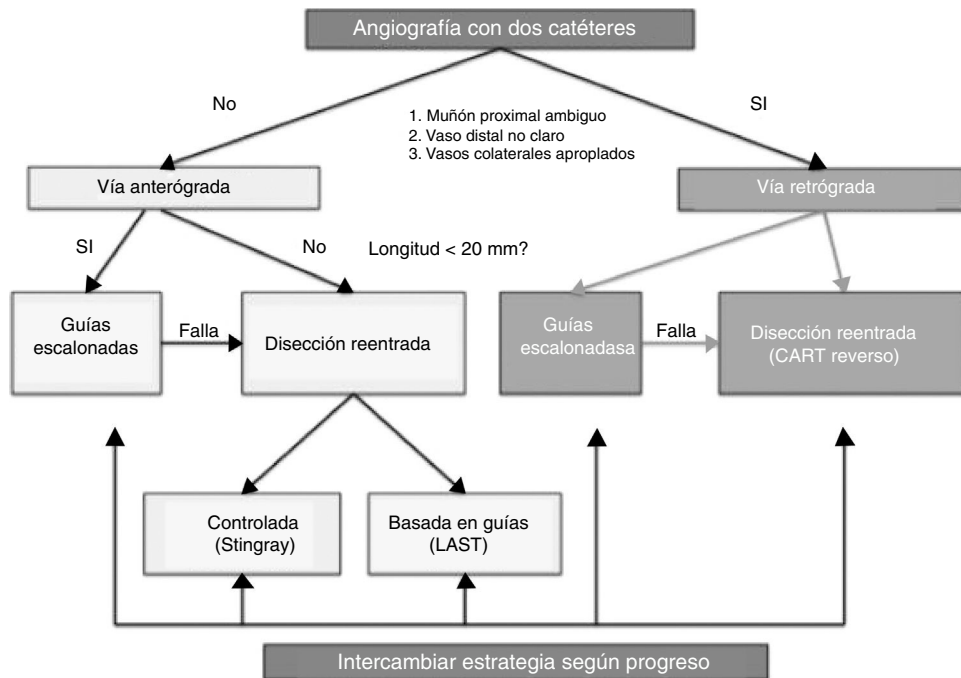 Angiografía con dos catéteres
No
1. Muñón proximal ambiguo
2. Vaso distal no claro
3. Vasos colaterales aproplados
SI
Vía anterógrada
Vía retrógrada
SI
No
Longitud < 20 mm?
Guías
escalonadas
Falla
Disección reentrada
Guías
escalonadasa
Falla
Disección reentrada
(CART reverso)
Controlada
(Stingray)
Basada en guías
(LAST)
Intercambiar estrategia según progreso